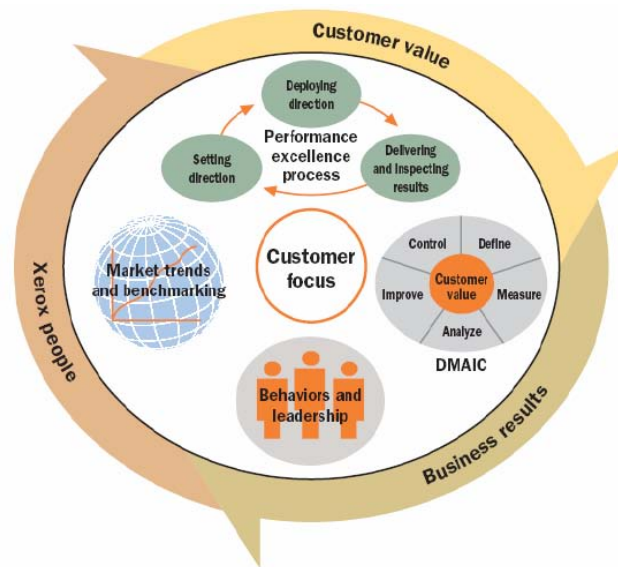 Customer value
Deploying
direction
Performance
excellence
process
Setting
direction
Delivering
and inspecting
results
Market trends
and benchmarking
Customer
focus
Control
Define
Customer
value
Improve
Measure
Analyze
DMAIC
Behaviors and
leadership
Xerox people
Business results